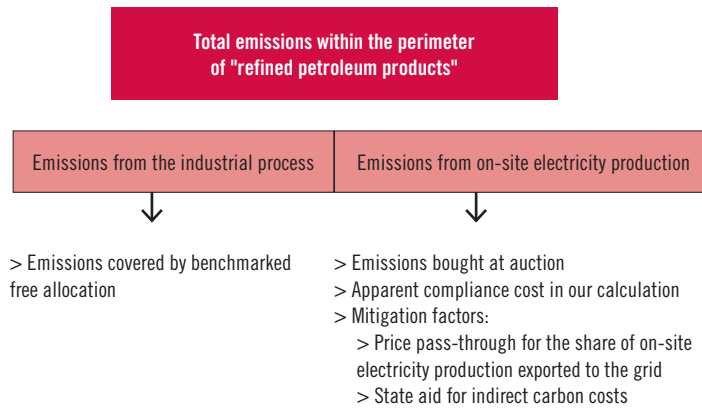 Total emissions within the perimeter
of "refined petroleum products"
Emissions from the industrial process
Emissions from on-site electricity production
> Emissions covered by benchmarked
free allocation
> Emissions bought at auction
> Apparent compliance cost in our calculation
> Mitigation factors:
> Price pass-through for the share of on-site
electricity production exported to the grid
> State aid for indirect carbon costs